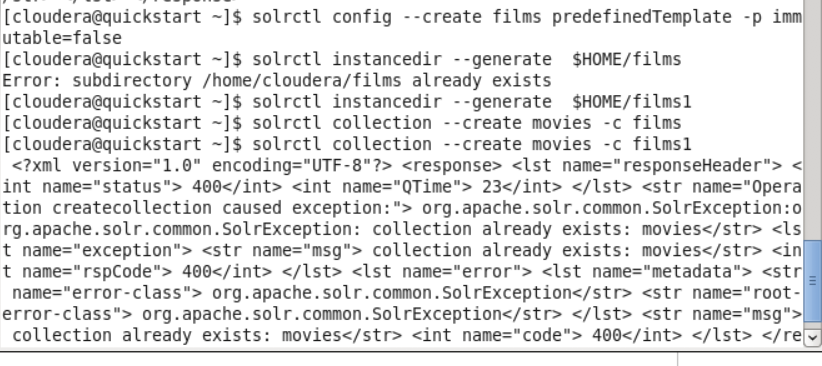 [cloudera@quickstart ~]$ solrctl config --create films predefinedTemplate -p imm
utable=false
[cloudera@quickstart ~]$ solrctl instancedir --generate  $HOME/films
Error: subdirectory /home/cloudera/films already exists
[cloudera@quickstart ~]$ solrctl instancedir --generate  $HOME/films1
[cloudera@quickstart ~]$ solrctl collection --create movies -c films
[cloudera@quickstart ~]$ solrctl collection --create movies -c films1
 <?xml version="1.0" encoding="UTF-8"?> <response> <lst name="responseHeader"> <
int name="status"> 400</int> <int name="QTime"> 23</int> </lst> <str name="Opera
tion createcollection caused exception:"> org.apache.solr.common.SolrException:o
rg.apache.solr.common.SolrException: collection already exists: movies</str> <ls
t name="exception"> <str name="msg"> collection already exists: movies</str> <in
t name="rspCode"> 400</int> </lst> <lst name="error"> <lst name="metadata"> <str
 name="error-class"> org.apache.solr.common.SolrException</str> <str name="root-
error-class"> org.apache.solr.common.SolrException</str> </lst> <str name="msg">
 collection already exists: movies</str> <int name="code"> 400</int> </lst> </re